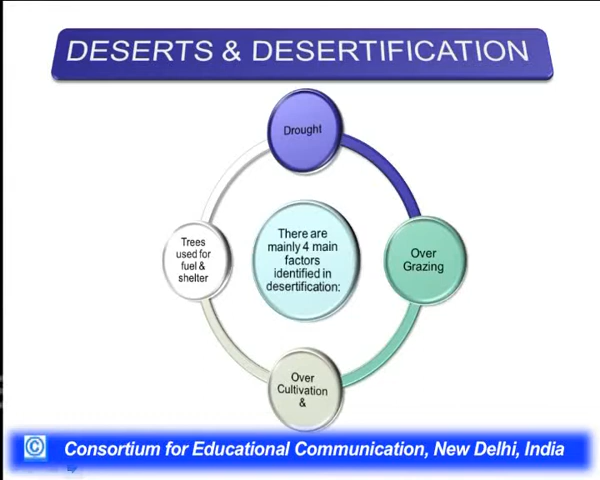 DESERTS & DESERTIFICATION
Drought
There are
mainly 4 main
factors
identified in
desertification:
Over
Grazing
Over
Cultivation
&
Trees
used for
fuel &
shelter
© Consortium for Educational Communication, New Delhi, India